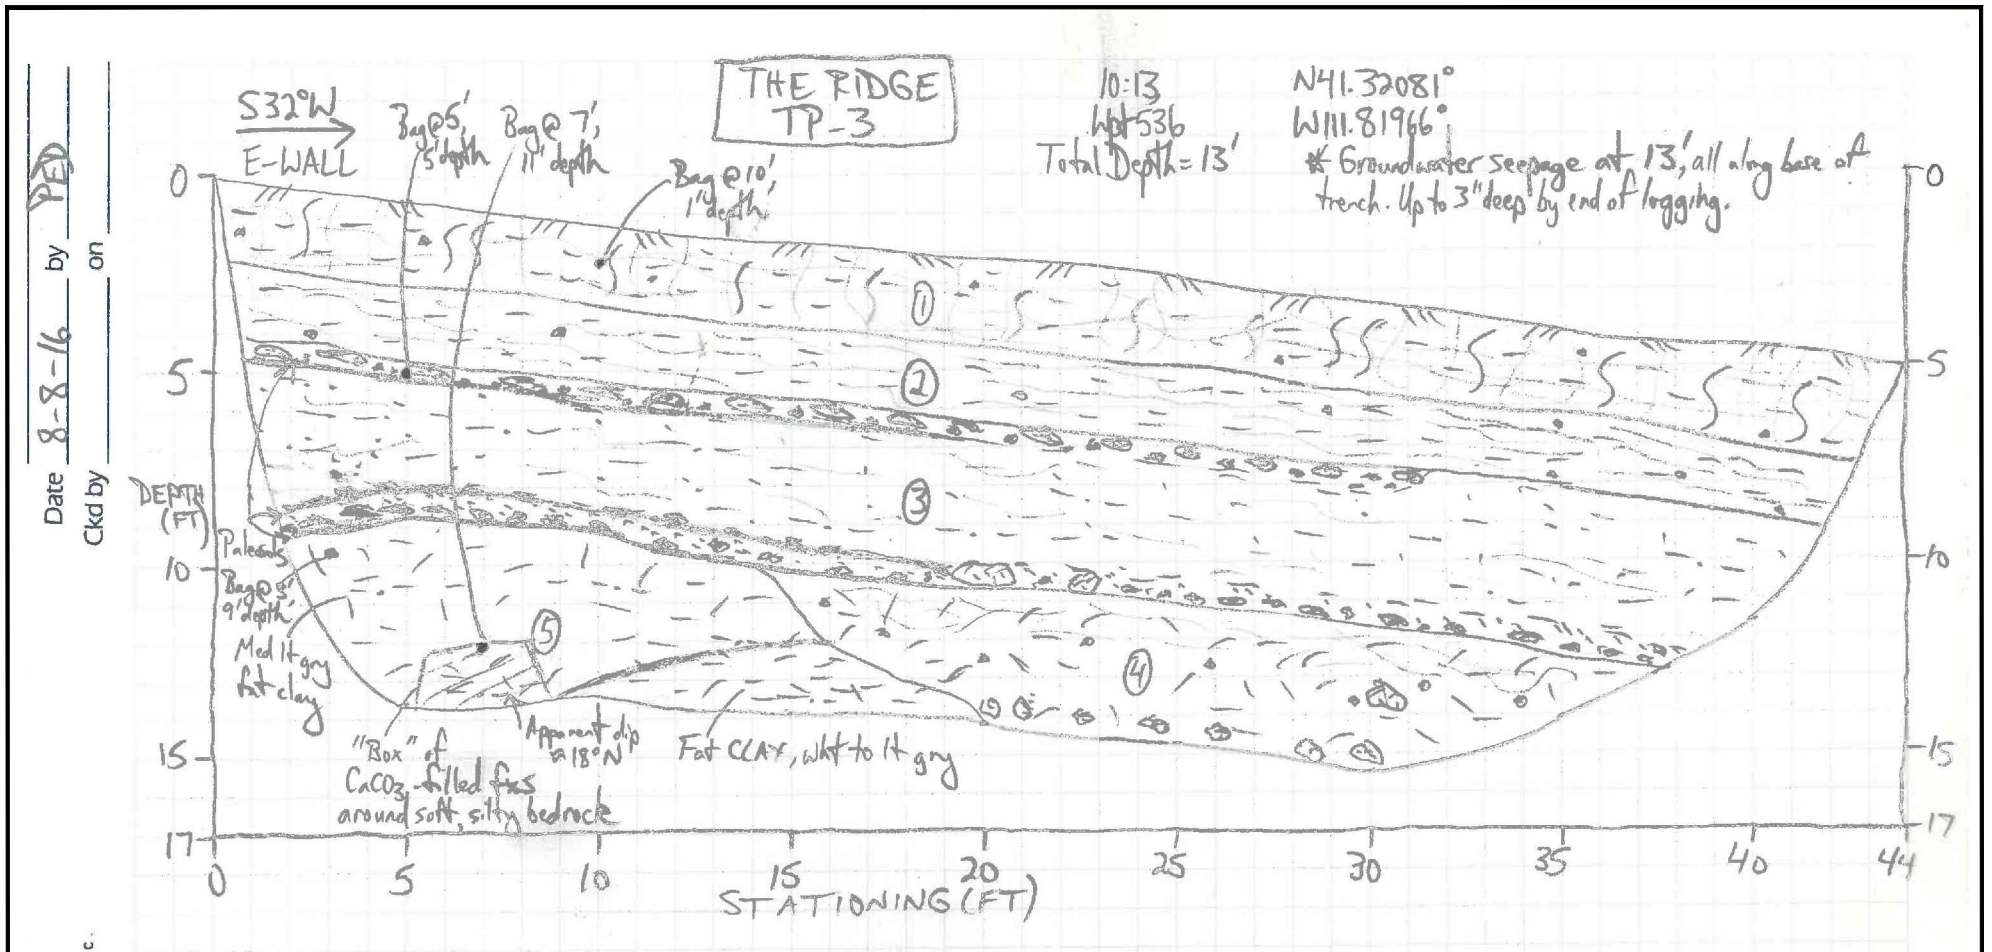 Date 8-8-16 by PED
Ckd by on
THE RIDGE
TP-3
10:13
Wpt 536
Total Depth = 13'
N41.32081°
W111.81966°
* Groundwater seepage at 13', all along base of
trench. Up to 3" deep by end of logging.
S32°W
E-WALL
Bag @ 5',
5' depth
Bag @ 7',
11' depth
Bag @ 10',
1' depth
0
5
10
15
17
DEPTH
(FT)
0
5
10
15
17
1
2
3
4
5
Paleosols
Bag @ 3'
9' depth
Med lt gry
fat clay
"Box" of
CaCO3-filled fxs
around soft, silty bedrock
Apparent dip
18°N
Fat CLAY, wht to lt gry
0 5 10 15 20 25 30 35 40 44
STATIONING (FT)
c.